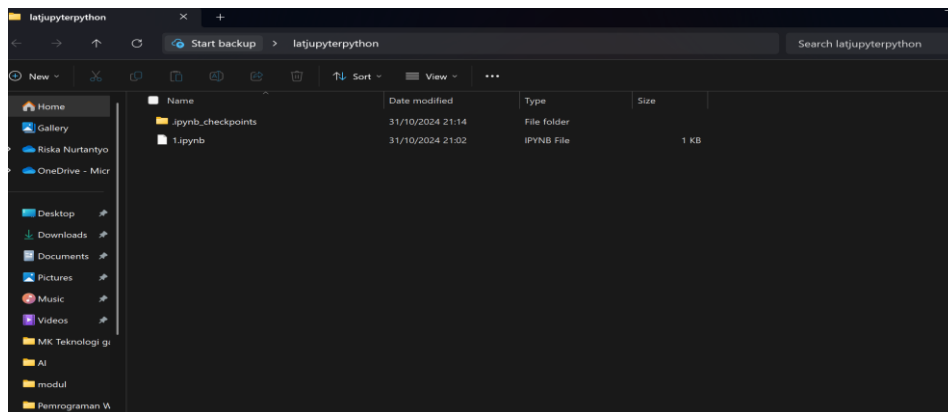 latjupyterpython
Start backup > latjupyterpython
Search latjupyterpython
New
Sort
View
Name Date modified Type Size
.ipynb_checkpoints 31/10/2024 21:14 File folder
1.ipynb 31/10/2024 21:02 IPYNB File 1 KB
Home
Gallery
Riska Nurtantyo
OneDrive - Micr
Desktop
Downloads
Documents
Pictures
Music
Videos
MK Teknologi ga
AI
modul
Pemrograman W